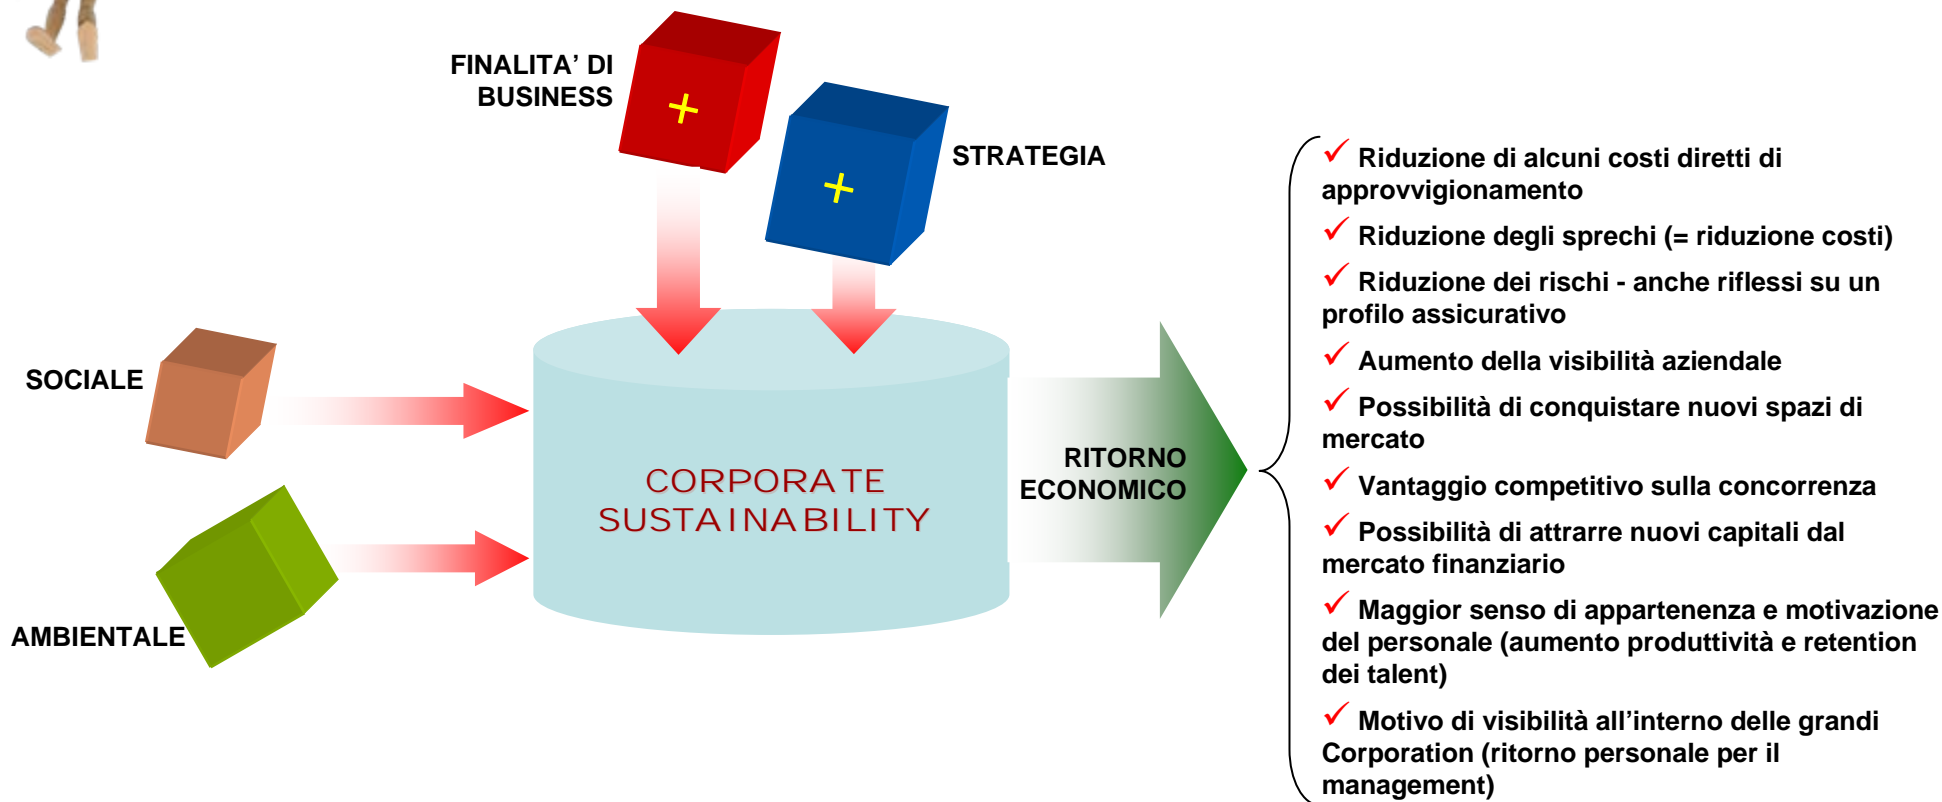 FINALITA’ DI
BUSINESS
+
+
STRATEGIA
SOCIALE
AMBIENTALE
CORPORATE
SUSTAINABILITY
RITORNO
ECONOMICO
✓ Riduzione di alcuni costi diretti di
approvvigionamento
✓ Riduzione degli sprechi (= riduzione costi)
✓ Riduzione dei rischi - anche riflessi su un
profilo assicurativo
✓ Aumento della visibilità aziendale
✓ Possibilità di conquistare nuovi spazi di
mercato
✓ Vantaggio competitivo sulla concorrenza
✓ Possibilità di attrarre nuovi capitali dal
mercato finanziario
✓ Maggior senso di appartenenza e motivazione
del personale (aumento produttività e retention
dei talent)
✓ Motivo di visibilità all’interno delle grandi
Corporation (ritorno personale per il
management)